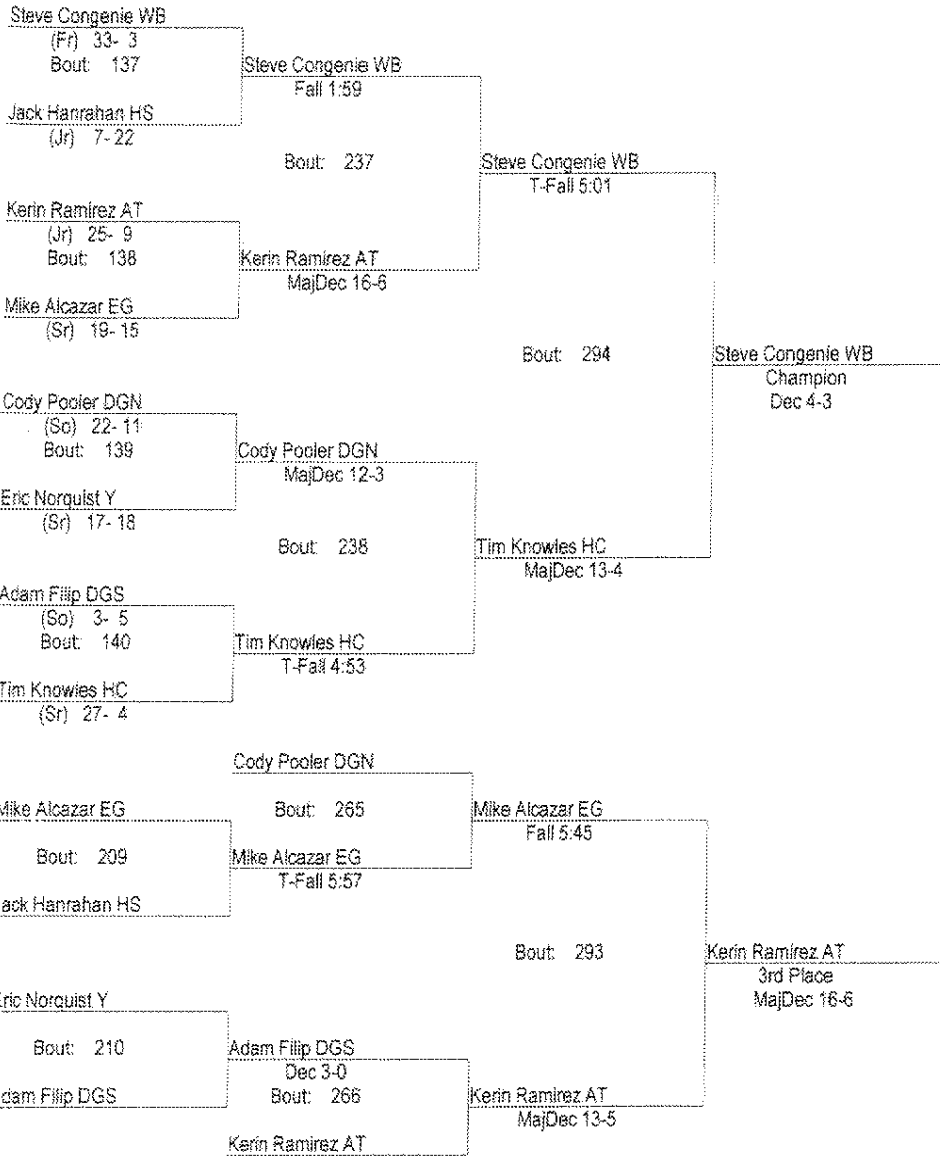 Steve Congenie WB
(Fr) 33- 3
Bout: 137
Steve Congenie WB
Fall 1:59
Jack Hanrahan HS
(Jr) 7- 22
Bout: 237
Steve Congenie WB
T-Fall 5:01
Kerin Ramirez AT
(Jr) 25- 9
Bout: 138
Kerin Ramirez AT
MajDec 16-6
Mike Alcazar EG
(Sr) 19- 15
Bout: 294
Steve Congenie WB
Champion
Dec 4-3
Cody Pooler DGN
(So) 22- 11
Bout: 139
Cody Pooler DGN
MajDec 12-3
Eric Norquist Y
(Sr) 17- 18
Bout: 238
Tim Knowles HC
MajDec 13-4
Adam Filip DGS
(So) 3- 5
Bout: 140
Tim Knowles HC
T-Fall 4:53
Tim Knowles HC
(Sr) 27- 4
Cody Pooler DGN
Mike Alcazar EG
Bout: 265
Mike Alcazar EG
Fall 5:45
Bout: 209
Mike Alcazar EG
T-Fall 5:57
ack Hanrahan HS
Bout: 293
Kerin Ramirez AT
3rd Place
MajDec 16-6
Eric Norquist Y
Bout: 210
Adam Filip DGS
Dec 3-0
dam Filip DGS
Bout: 266
Kerin Ramirez AT
MajDec 13-5
Kerin Ramirez AT